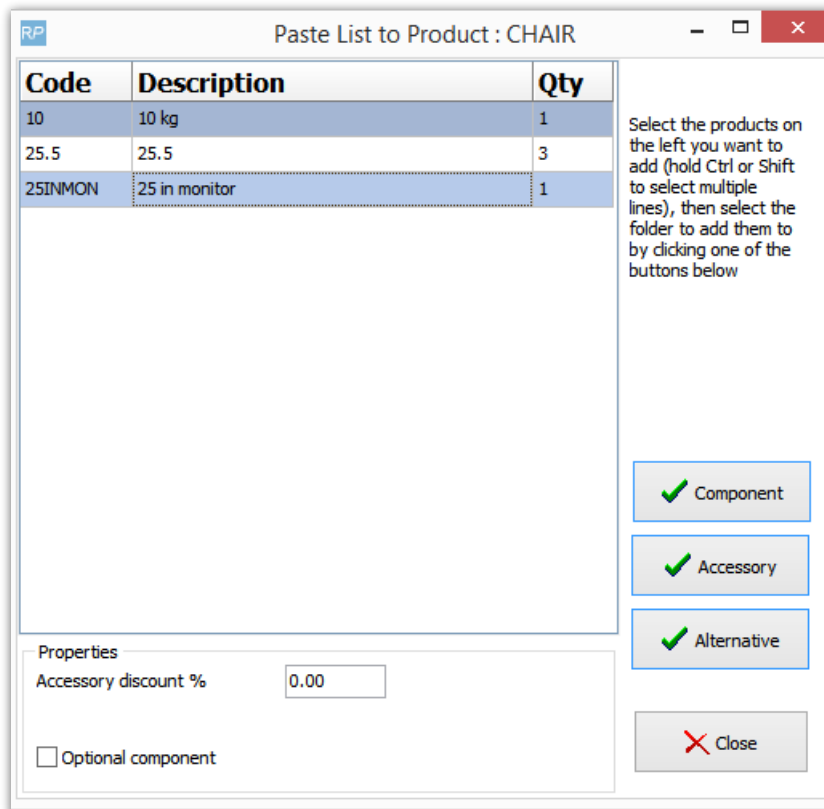 RP Paste List to Product : CHAIR
Code Description Qty
10 10 kg 1
25.5 25.5 3
25INMON 25 in monitor 1
Select the products on
the left you want to
add (hold Ctrl or Shift
to select multiple
lines), then select the
folder to add them to
by clicking one of the
buttons below
Component
Accessory
Alternative
Close
Properties
Accessory discount % 0.00
Optional component